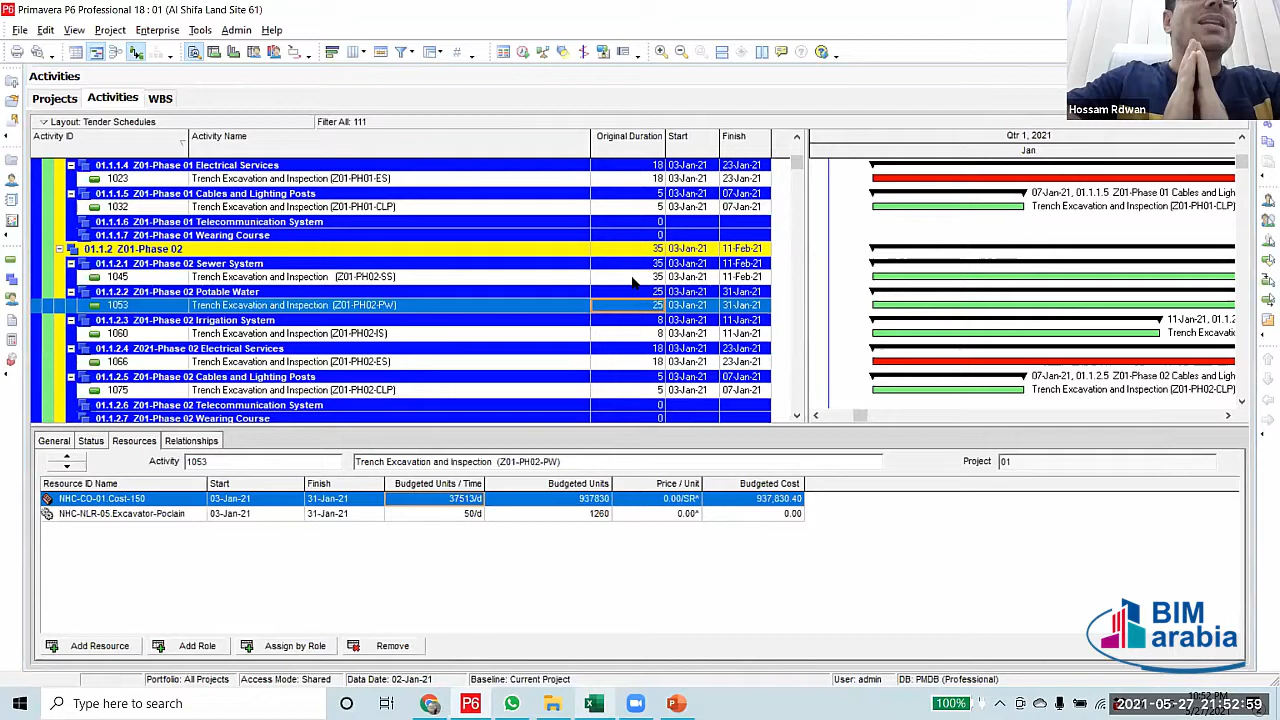 Primavera P6 Professional 18 : 01 (Al Shifa Land Site 61)
File Edit View Project Enterprise Tools Admin Help
Hossam Rdwan
Activities
Projects Activities WBS
Layout: Tender Schedules Filter All: 111
Activity ID Activity Name Original Duration Start Finish Qtr 1, 2021
Jan
01.1.1.4 Z01-Phase 01 Electrical Services 18 03-Jan-21 23-Jan-21
1023 Trench Excavation and Inspection (Z01-PH01-ES) 18 03-Jan-21 23-Jan-21
01.1.1.5 Z01-Phase 01 Cables and Lighting Posts 5 03-Jan-21 07-Jan-21 07-Jan-21, 01.1.1.5 Z01-Phase 01 Cables and Ligh
1032 Trench Excavation and Inspection (Z01-PH01-CLP) 5 03-Jan-21 07-Jan-21 Trench Excavation and Inspection (Z01-PH01-CLP)
01.1.1.6 Z01-Phase 01 Telecommunication System 0
01.1.1.7 Z01-Phase 01 Wearing Course 0
01.1.2 Z01-Phase 02 35 03-Jan-21 11-Feb-21
01.1.2.1 Z01-Phase 02 Sewer System 35 03-Jan-21 11-Feb-21
1045 Trench Excavation and Inspection (Z01-PH02-SS) 35 03-Jan-21 11-Feb-21
01.1.2.2 Z01-Phase 02 Potable Water 25 03-Jan-21 31-Jan-21
1053 Trench Excavation and Inspection (Z01-PH02-PW) 25 03-Jan-21 31-Jan-21
01.1.2.3 Z01-Phase 02 Irrigation System 8 03-Jan-21 11-Jan-21 11-Jan-21, 01.1.2
1060 Trench Excavation and Inspection (Z01-PH02-IS) 8 03-Jan-21 11-Jan-21 Trench Excavati
01.1.2.4 Z021-Phase 02 Electrical Services 18 03-Jan-21 23-Jan-21
1066 Trench Excavation and Inspection (Z01-PH02-ES) 18 03-Jan-21 23-Jan-21
01.1.2.5 Z01-Phase 02 Cables and Lighting Posts 5 03-Jan-21 07-Jan-21 07-Jan-21, 01.1.2.5 Z01-Phase 02 Cables and Ligh
1075 Trench Excavation and Inspection (Z01-PH02-CLP) 5 03-Jan-21 07-Jan-21 Trench Excavation and Inspection (Z01-PH02-CLP)
01.1.2.6 Z01-Phase 02 Telecommunication System 0
01.1.2.7 Z01-Phase 02 Wearing Course 0
General Status Resources Relationships
Activity 1053 Trench Excavation and Inspection (Z01-PH02-PW) Project 01
Resource ID Name Start Finish Budgeted Units / Time Budgeted Units Price / Unit Budgeted Cost
NHC-CO-01.Cost-150 03-Jan-21 31-Jan-21 37513/d 937830 0.00/SR^ 937,830.40
NHC-NLR-05.Excavator-Poclain 03-Jan-21 31-Jan-21 50/d 1260 0.00^ 0.00
BIM
arabia
Add Resource Add Role Assign by Role Remove
Portfolio: All Projects Access Mode: Shared Data Date: 02-Jan-21 Baseline: Current Project User: admin DB: PMDB (Professional)
Type here to search 100% 10:52 PM
2021-05-27 21:52:59